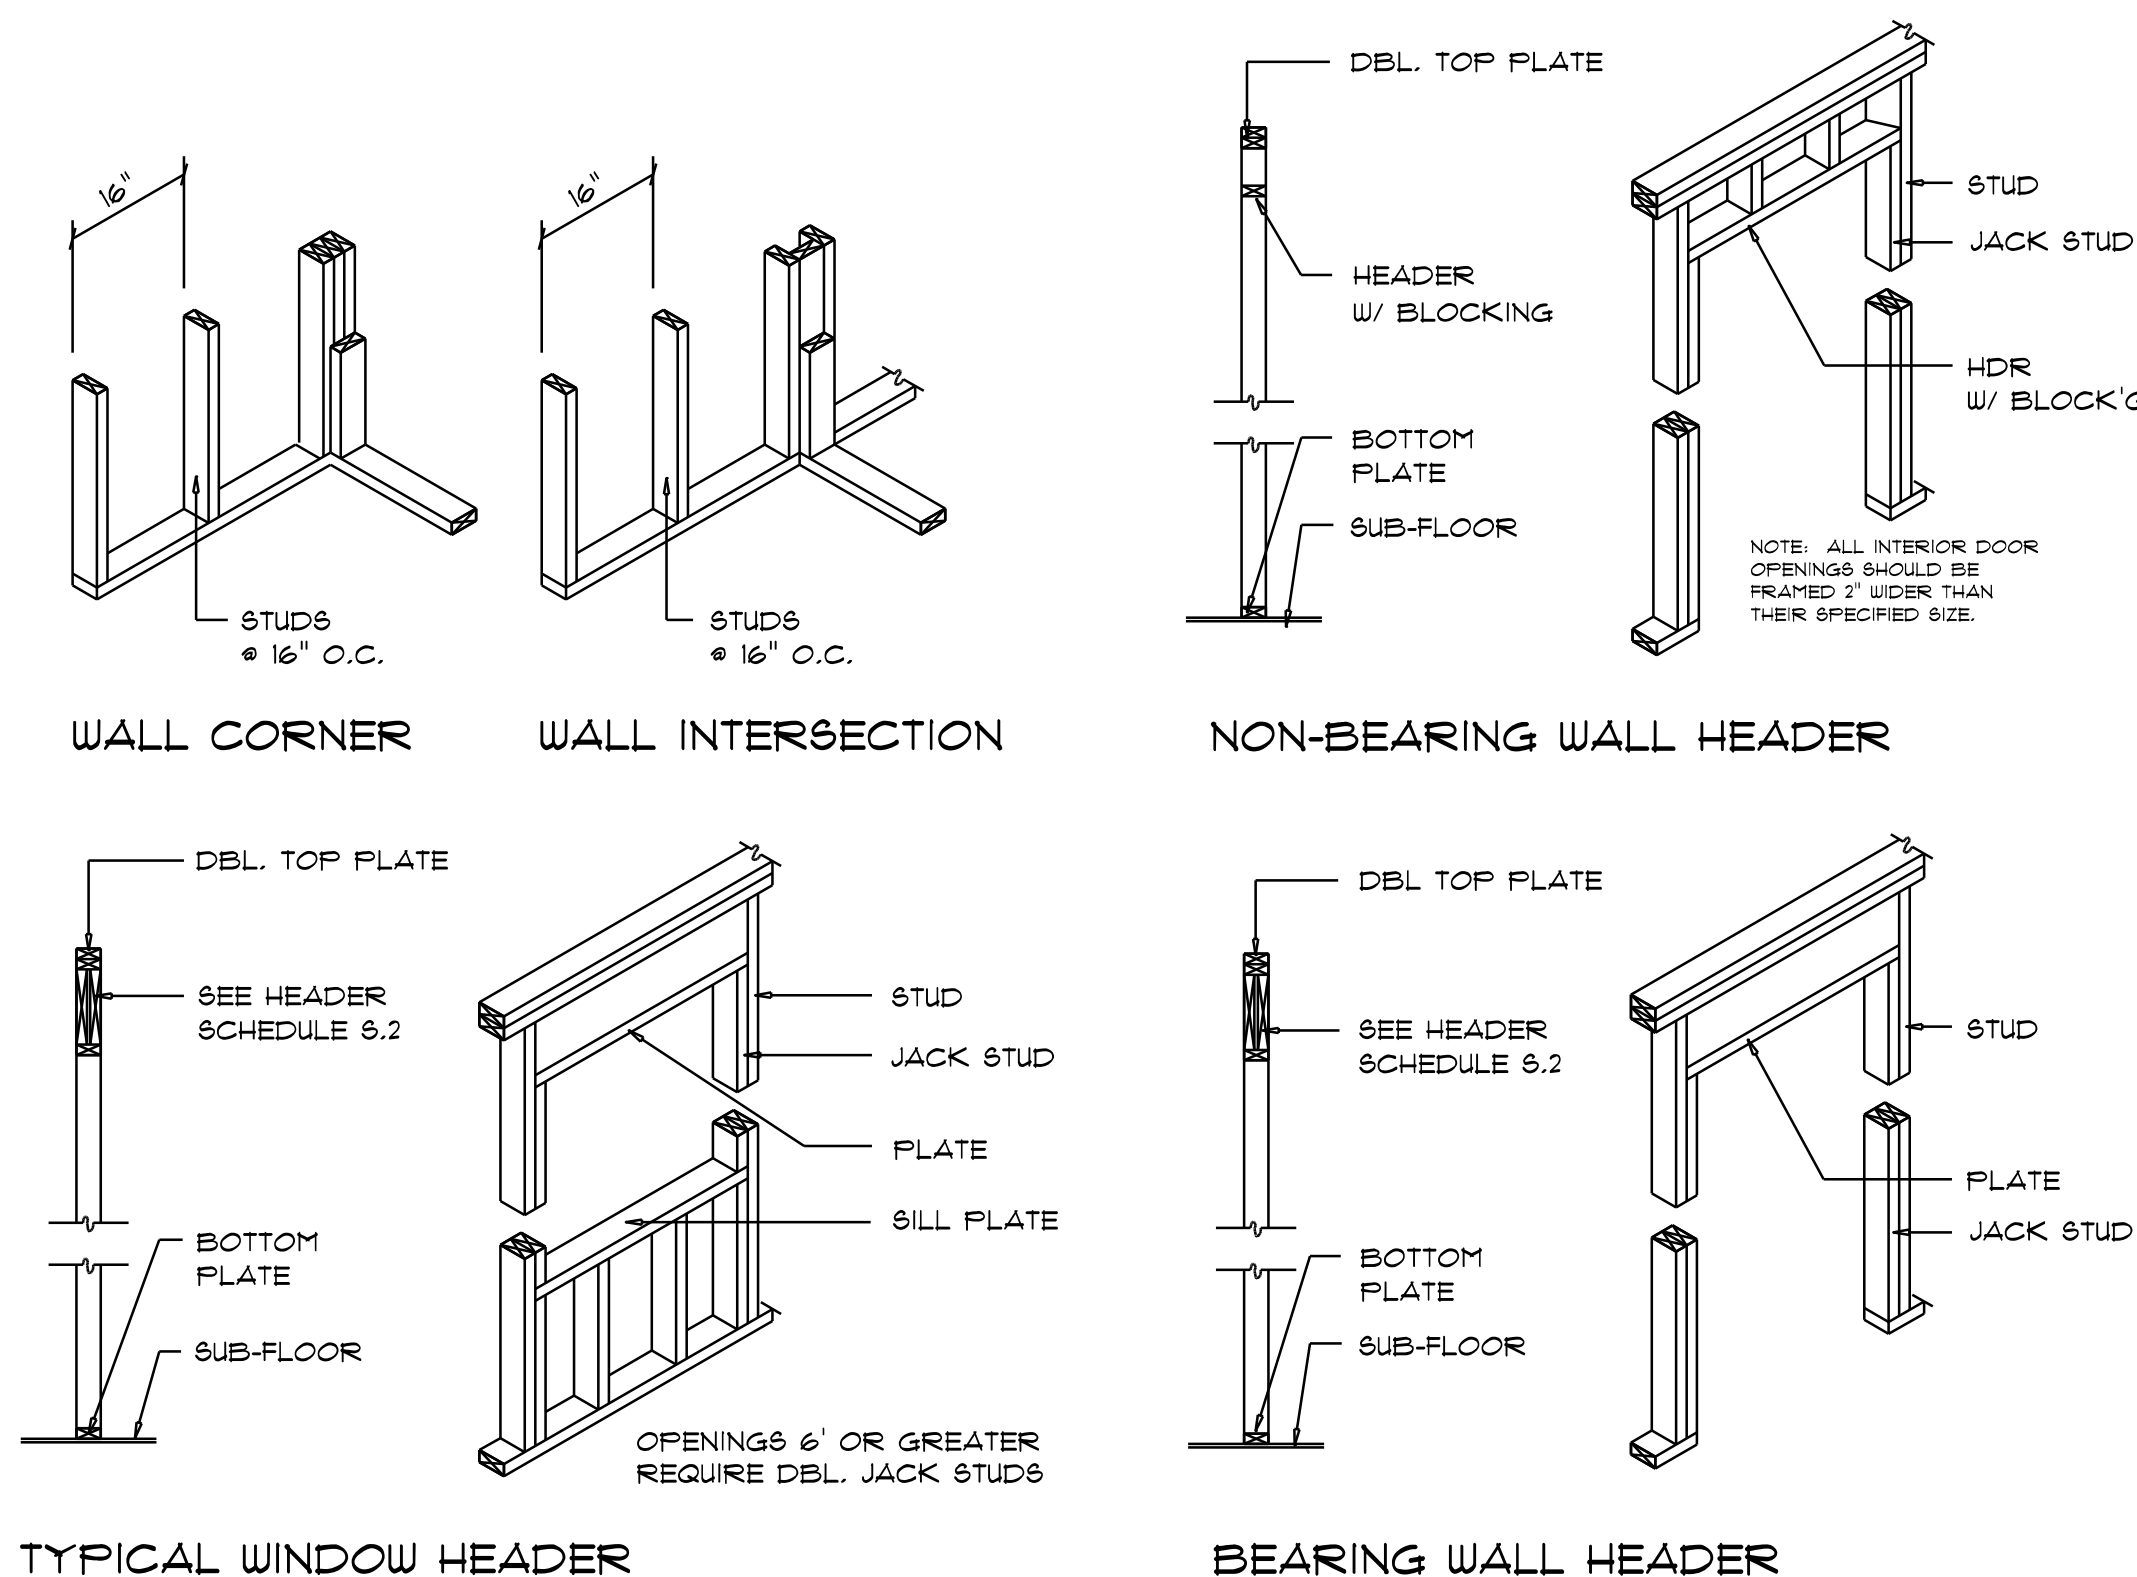 16"
STUDS
@ 16" O.C.
WALL CORNER
16"
STUDS
@ 16" O.C.
WALL INTERSECTION
DBL. TOP PLATE
HEADER
W/ BLOCKING
BOTTOM
PLATE
SUB-FLOOR
STUD
JACK STUD
HDR
W/ BLOCK'G
NOTE: ALL INTERIOR DOOR
OPENINGS SHOULD BE
FRAMED 2" WIDER THAN
THEIR SPECIFIED SIZE.
NON-BEARING WALL HEADER
DBL. TOP PLATE
SEE HEADER
SCHEDULE S.2
BOTTOM
PLATE
SUB-FLOOR
STUD
JACK STUD
PLATE
SILL PLATE
OPENINGS 6' OR GREATER
REQUIRE DBL. JACK STUDS
TYPICAL WINDOW HEADER
DBL TOP PLATE
SEE HEADER
SCHEDULE S.2
BOTTOM
PLATE
SUB-FLOOR
STUD
PLATE
JACK STUD
BEARING WALL HEADER